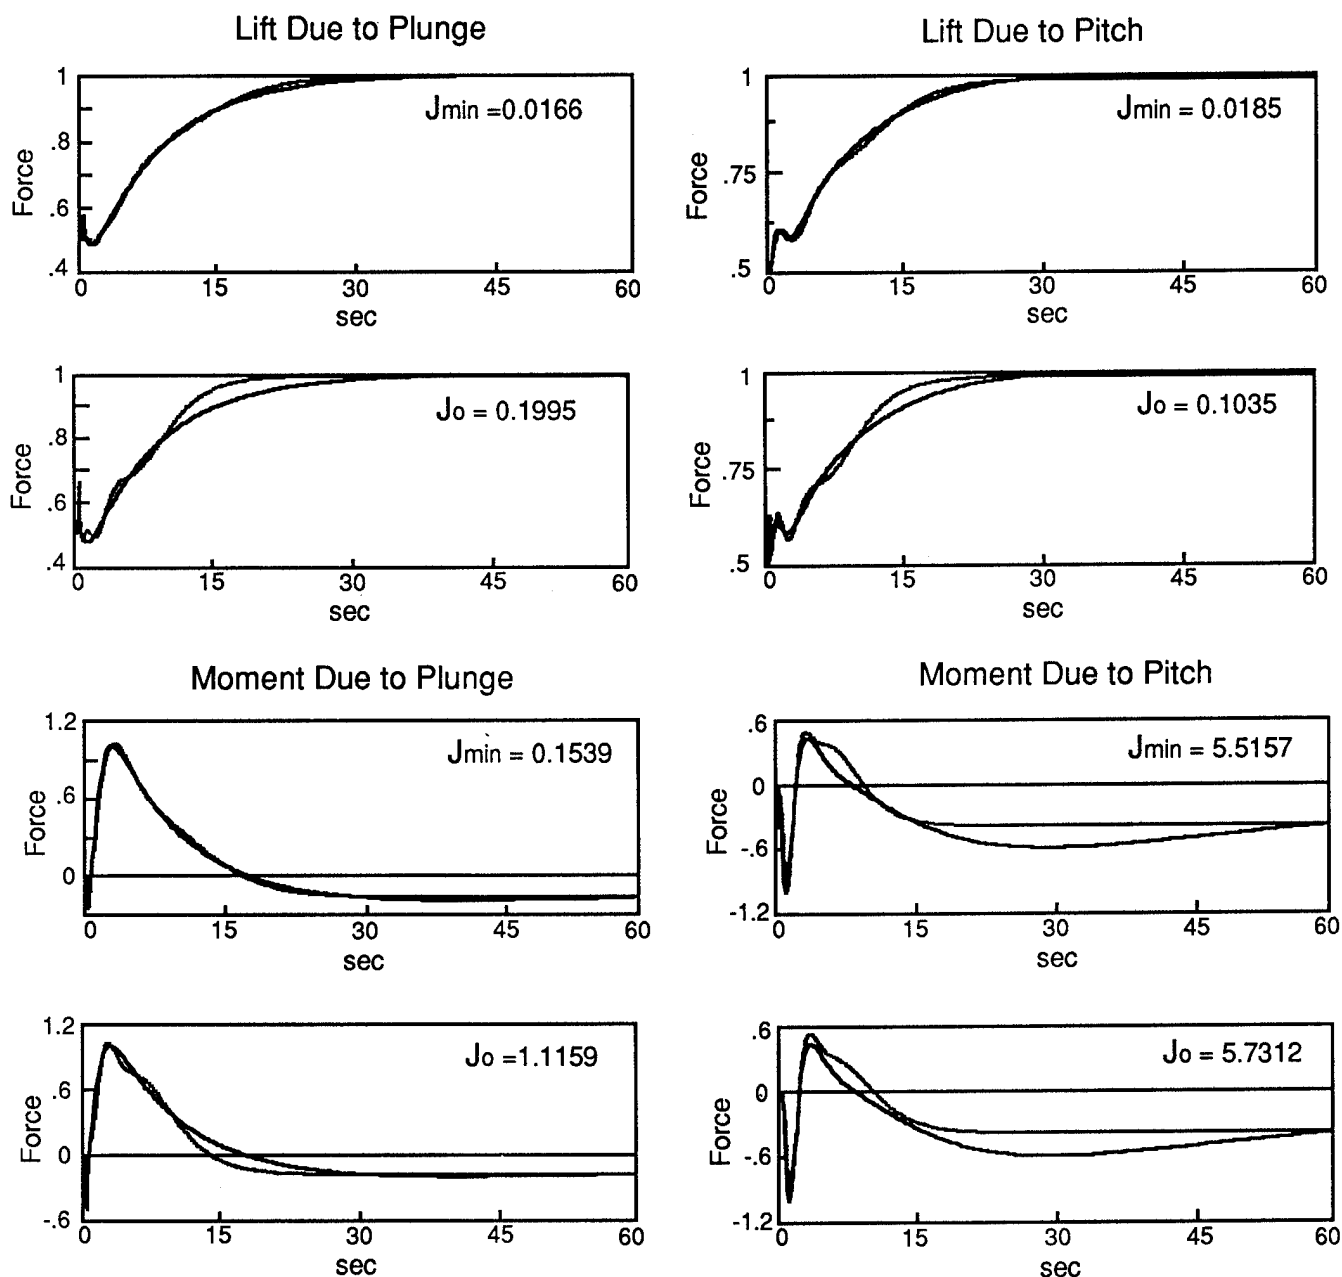 Lift Due to Plunge
1
.8
.6
.4
Force
Jmin =0.0166
0 15 30 45 60
sec
Lift Due to Pitch
1
.75
.5
Force
Jmin = 0.0185
0 15 30 45 60
sec
1
.8
.6
.4
Force
Jo = 0.1995
0 15 30 45 60
sec
1
.75
.5
Force
Jo = 0.1035
0 15 30 45 60
sec
Moment Due to Plunge
1.2
.6
0
Force
Jmin = 0.1539
0 15 30 45 60
sec
Moment Due to Pitch
.6
0
-.6
-1.2
Force
Jmin = 5.5157
0 15 30 45 60
sec
1.2
.6
0
-.6
Force
Jo =1.1159
0 15 30 45 60
sec
.6
0
-.6
-1.2
Force
Jo = 5.7312
0 15 30 45 60
sec